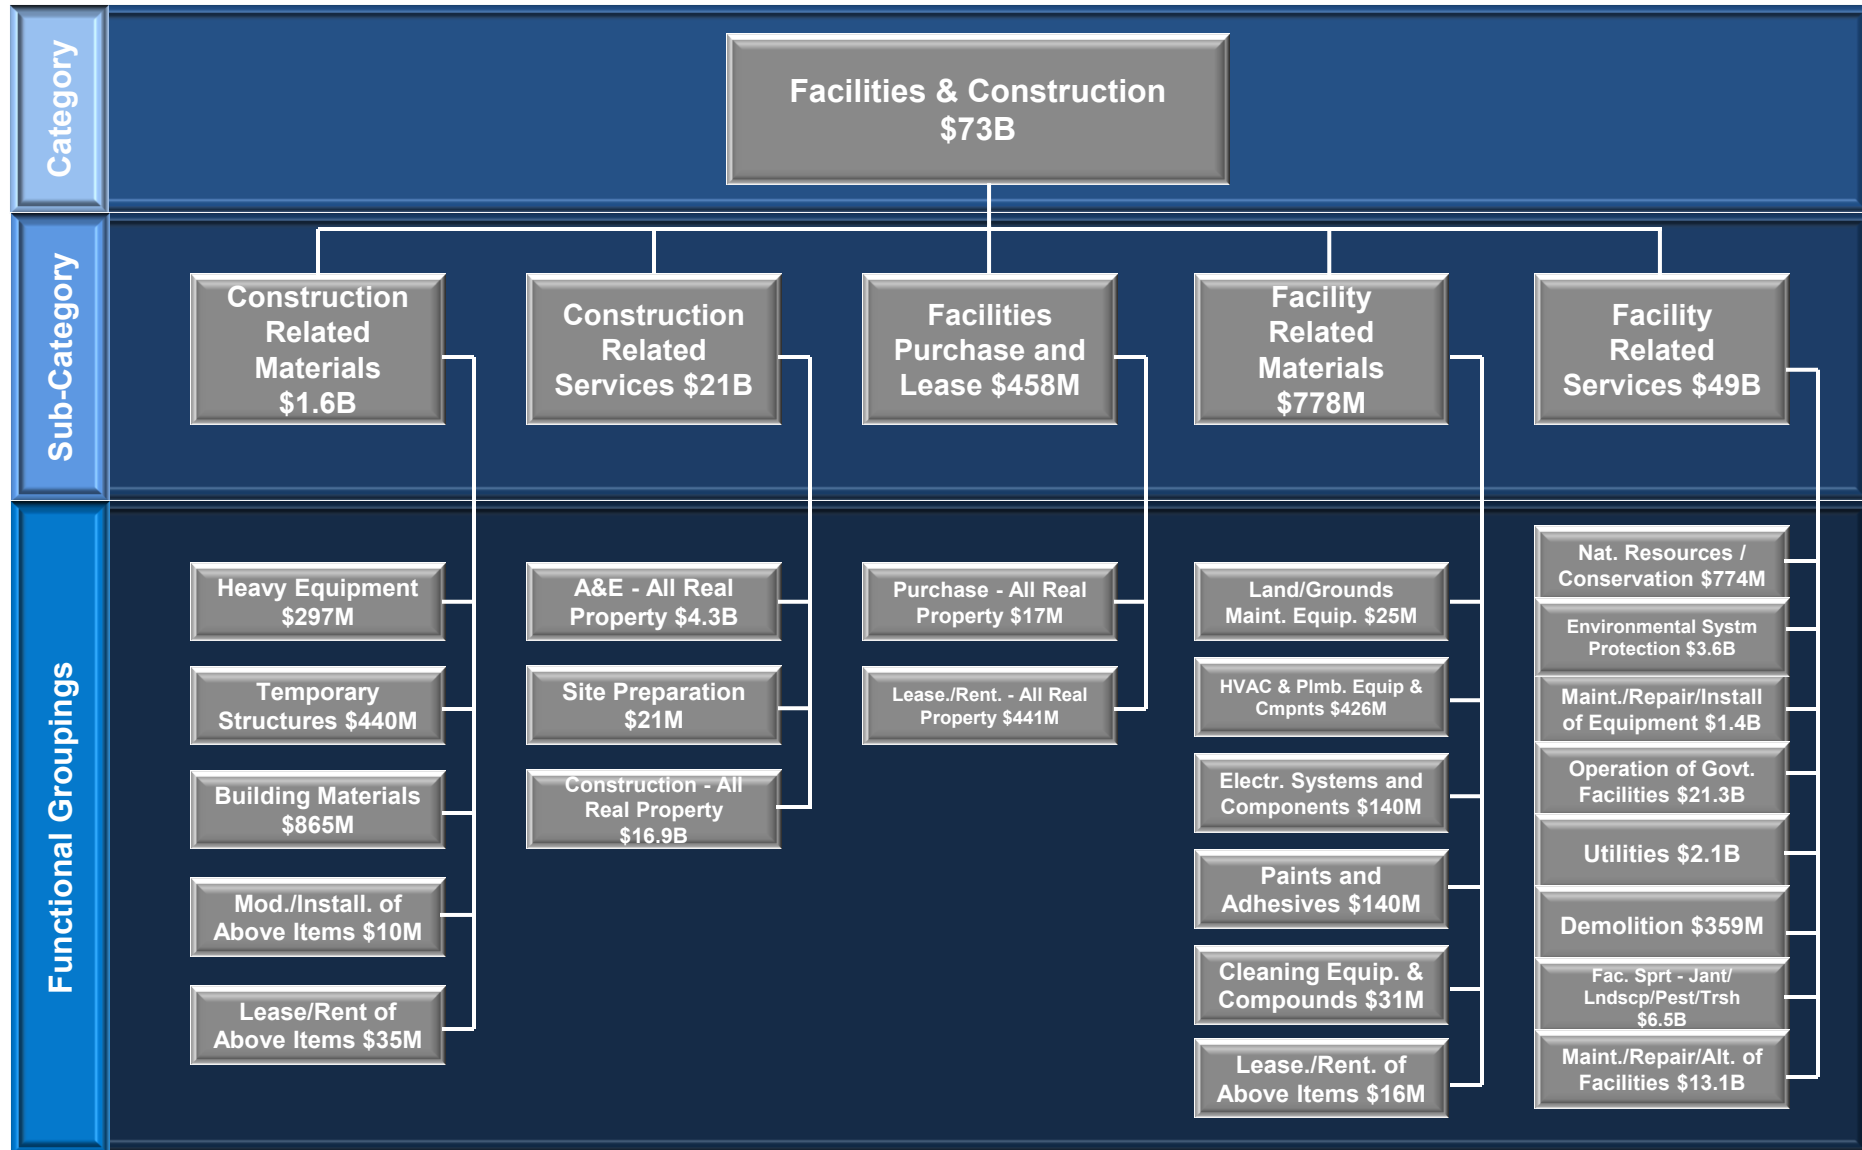 Category
Facilities & Construction
$73B
Sub-Category
Construction
Related
Materials
$1.6B
Construction
Related
Services $21B
Facilities
Purchase and
Lease $458M
Facility
Related
Materials
$778M
Facility
Related
Services $49B
Functional Groupings
Heavy Equipment
$297M
Temporary
Structures $440M
Building Materials
$865M
Mod./Install. of
Above Items $10M
Lease/Rent of
Above Items $35M
A&E - All Real
Property $4.3B
Site Preparation
$21M
Construction - All
Real Property
$16.9B
Purchase - All Real
Property $17M
Lease./Rent. - All Real
Property $441M
Land/Grounds
Maint. Equip. $25M
HVAC & Plmb. Equip &
Cmpnts $426M
Electr. Systems and
Components $140M
Paints and
Adhesives $140M
Cleaning Equip. &
Compounds $31M
Lease./Rent. of
Above Items $16M
Nat. Resources /
Conservation $774M
Environmental Systm
Protection $3.6B
Maint./Repair/Install
of Equipment $1.4B
Operation of Govt.
Facilities $21.3B
Utilities $2.1B
Demolition $359M
Fac. Sprt - Jant/
Lndscp/Pest/Trsh
$6.5B
Maint./Repair/Alt. of
Facilities $13.1B